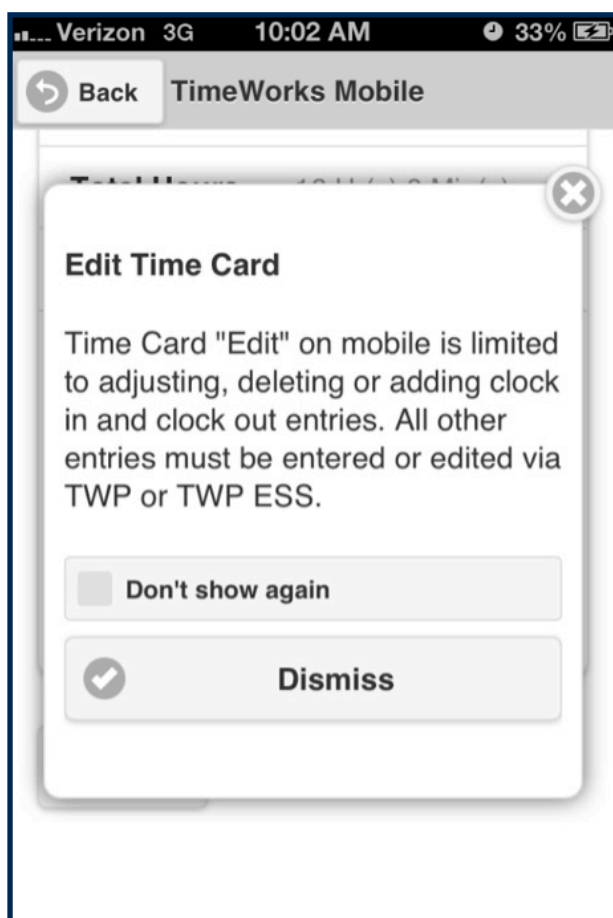 Verizon 3G 10:02 AM 33%
Back TimeWorks Mobile
Total Hours
Edit Time Card
Time Card "Edit" on mobile is limited
to adjusting, deleting or adding clock
in and clock out entries. All other
entries must be entered or edited via
TWP or TWP ESS.
Don't show again
Dismiss